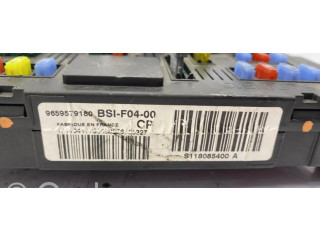 9659579180 BSI-F04-00
FABRIQUE EN FRANCE CP
S118085400 A